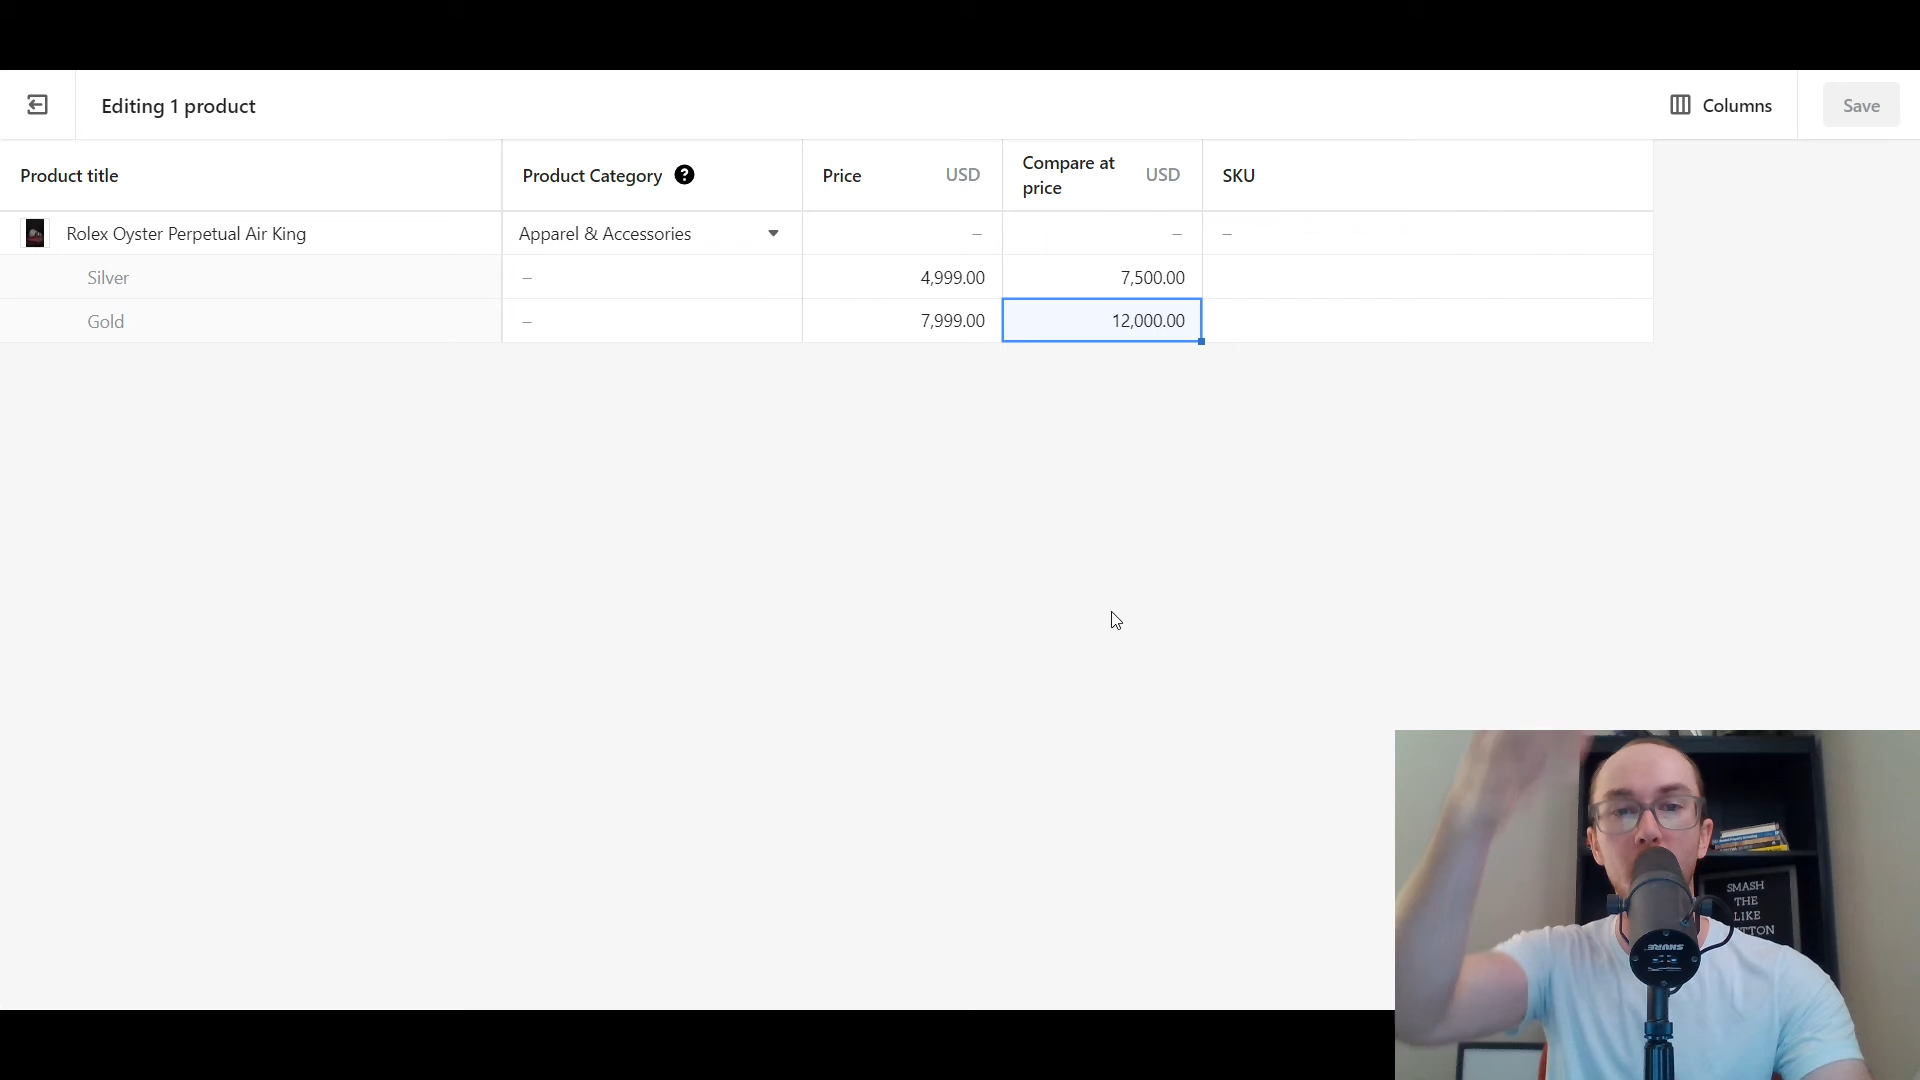 Editing 1 product
Columns
Save
Product title
Product Category ?
Price USD
Compare at price USD
SKU
Rolex Oyster Perpetual Air King
Apparel & Accessories
–
–
–
Silver
–
4,999.00
7,500.00
Gold
–
7,999.00
12,000.00
SMASH
THE
LIKE
TTON
SHURE